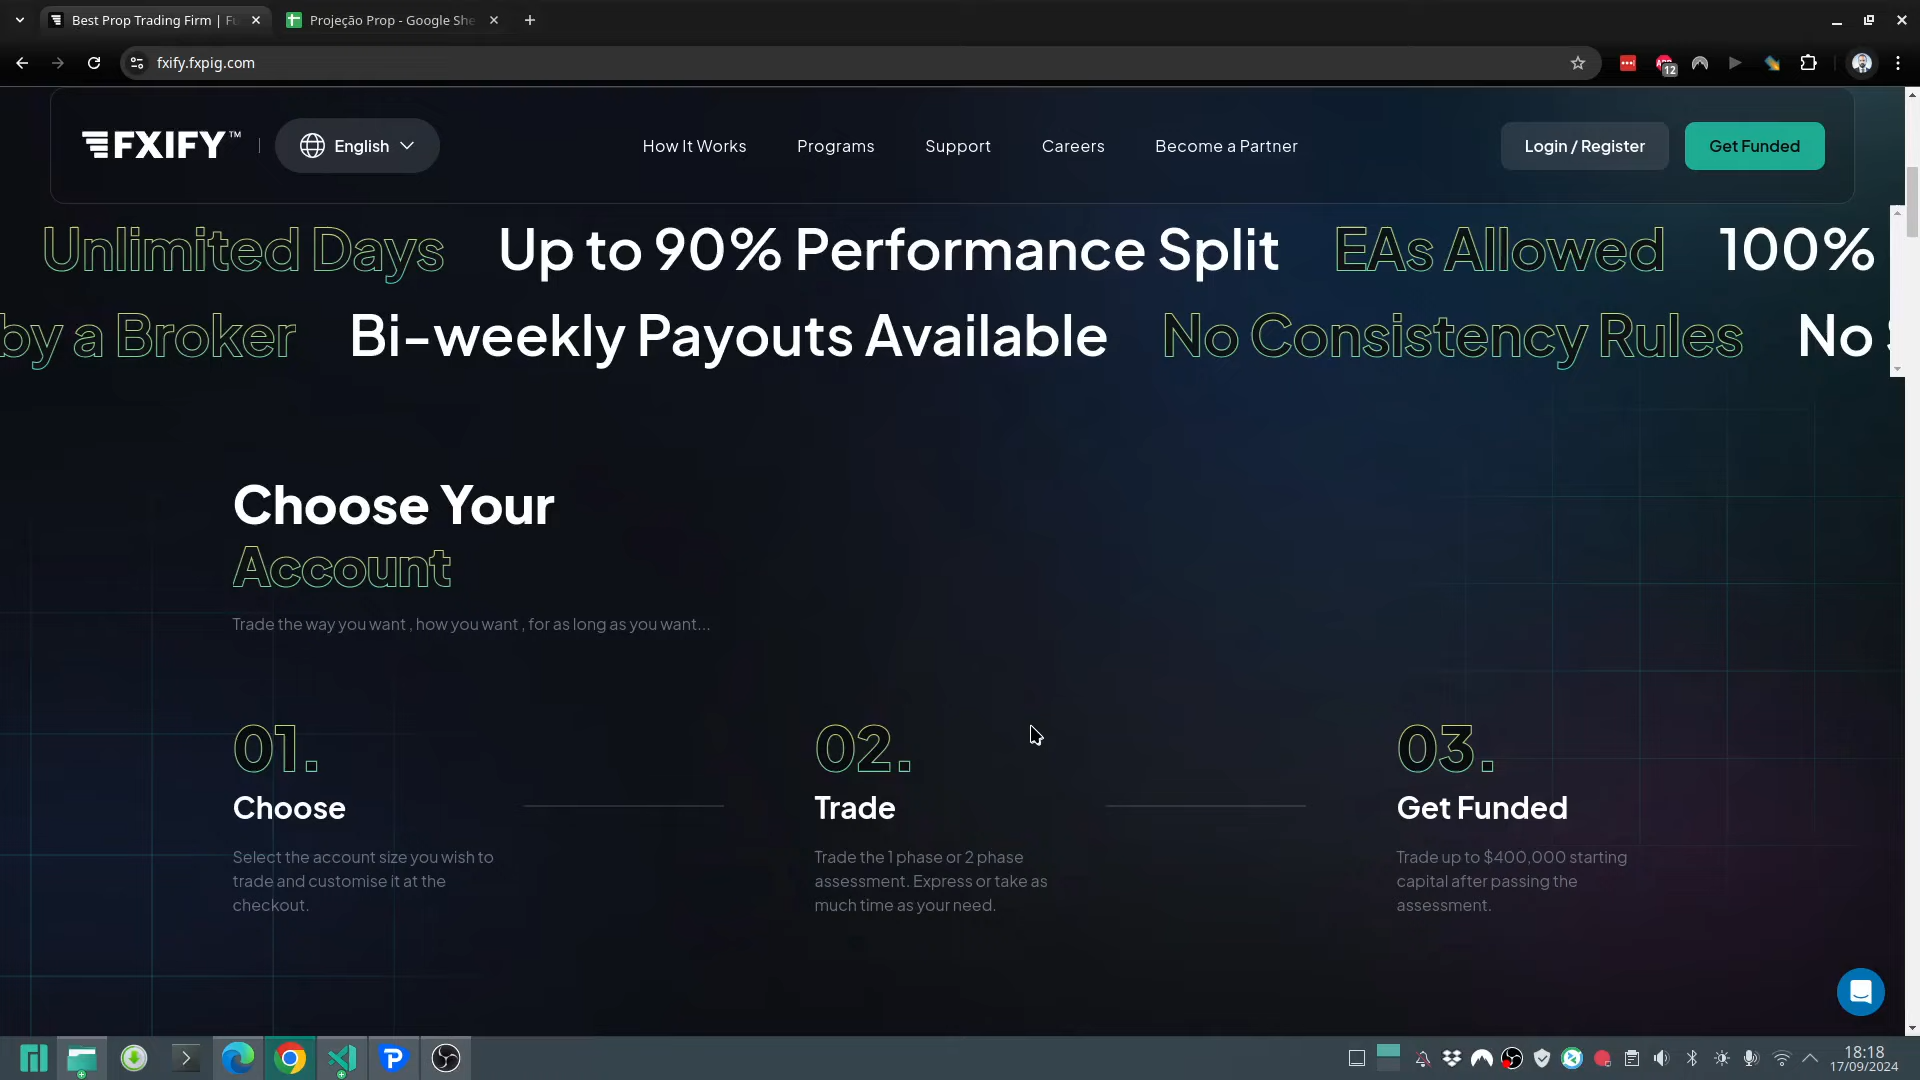 Best Prop Trading Firm | Fu
Projeção Prop - Google She
fxify.fxpig.com
12
FXIFY™
English
How It Works
Programs
Support
Careers
Become a Partner
Login / Register
Get Funded
Unlimited Days Up to 90% Performance Split EAs Allowed 100%
by a Broker Bi-weekly Payouts Available No Consistency Rules No
Choose Your
Account
Trade the way you want , how you want , for as long as you want...
01.
Choose
Select the account size you wish to
trade and customise it at the
checkout.
02.
Trade
Trade the 1 phase or 2 phase
assessment. Express or take as
much time as your need.
03.
Get Funded
Trade up to $400,000 starting
capital after passing the
assessment.
18:18
17/09/2024